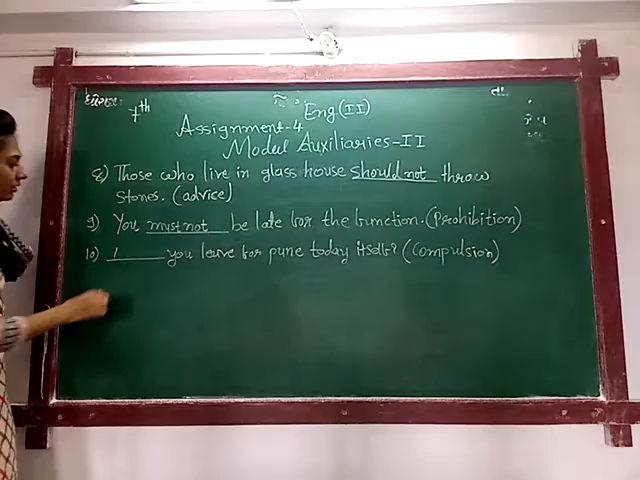 ધોરણ: 7th
Eng.(II)
તા.
Assignment-4
Model Auxiliaries-II
8) Those who live in glass house should not throw
stones. (advice)
9) You must not be late for the function. (Prohibition)
10) ______ you leave for pune today itself? (Compulsion)